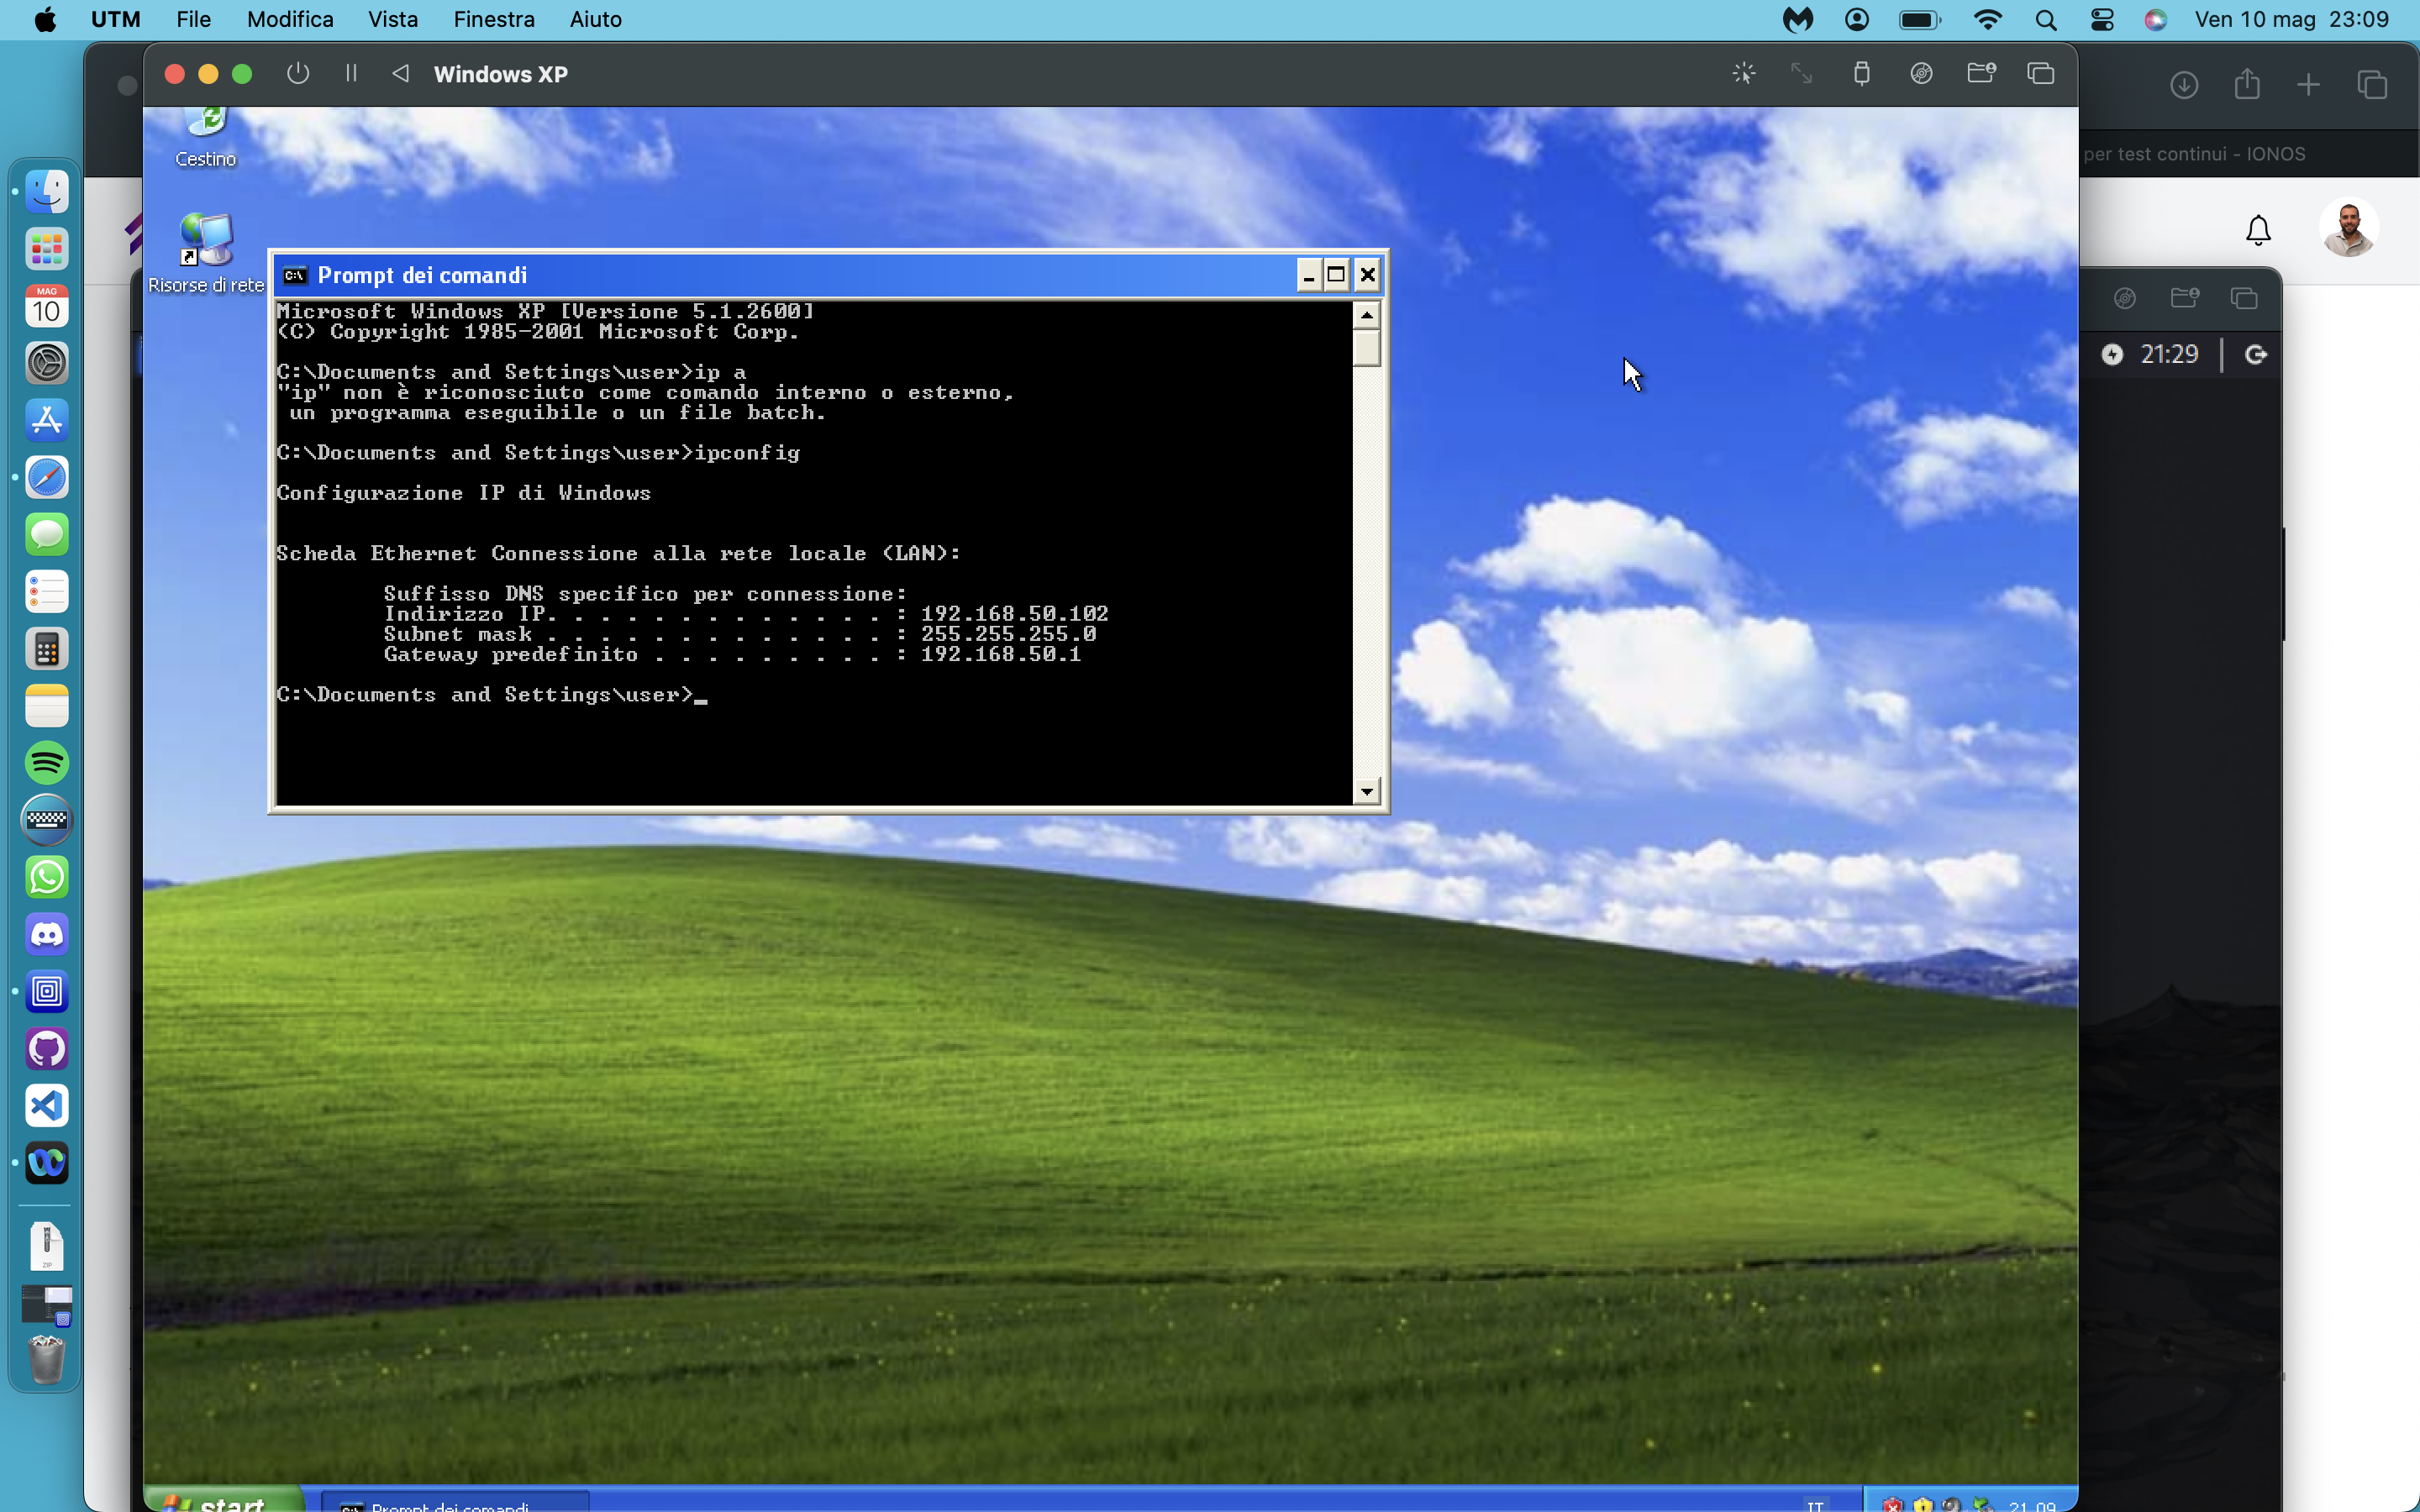 UTM File Modifica Vista Finestra Aiuto
Ven 10 mag 23:09
Windows XP
per test continui - IONOS
Cestino
Risorse di rete
21:29
MAG
10
Prompt dei comandi
Microsoft Windows XP [Versione 5.1.2600]
(C) Copyright 1985-2001 Microsoft Corp.
C:\Documents and Settings\user>ip a
"ip" non è riconosciuto come comando interno o esterno,
un programma eseguibile o un file batch.
C:\Documents and Settings\user>ipconfig
Configurazione IP di Windows
Scheda Ethernet Connessione alla rete locale (LAN):
Suffisso DNS specifico per connessione:
Indirizzo IP. . . . . . . . . . . . . : 192.168.50.102
Subnet mask . . . . . . . . . . . . . : 255.255.255.0
Gateway predefinito . . . . . . . . . : 192.168.50.1
C:\Documents and Settings\user>_
ZIP
start
Prompt dei comandi
IT
21.09